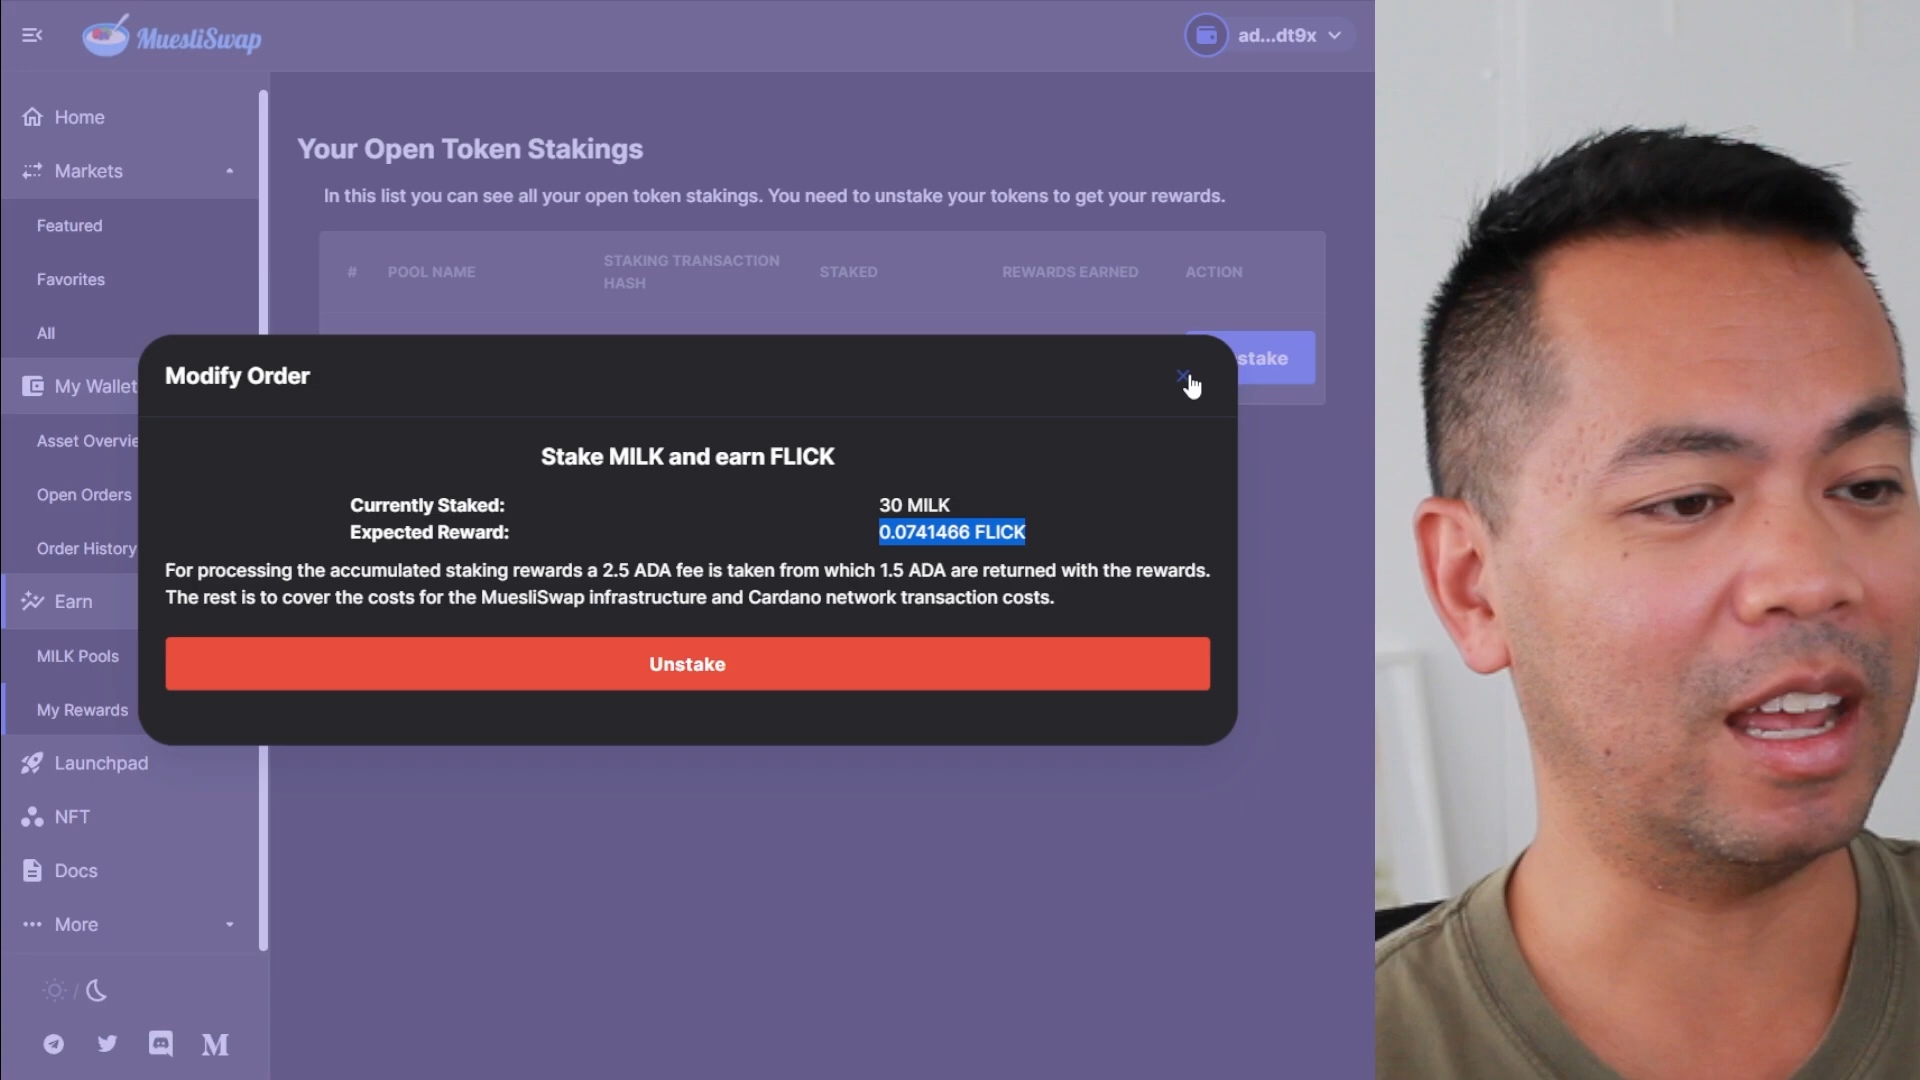 MuesliSwap
ad...dt9x
Home
Markets
Featured
Favorites
All
My Wallet
Asset Overvie
Open Orders
Order History
Earn
MILK Pools
My Rewards
Launchpad
NFT
Docs
More
/
M
Your Open Token Stakings
In this list you can see all your open token stakings. You need to unstake your tokens to get your rewards.
# POOL NAME STAKING TRANSACTION HASH STAKED REWARDS EARNED ACTION
stake
Modify Order
Stake MILK and earn FLICK
Currently Staked: 30 MILK
Expected Reward: 0.0741466 FLICK
For processing the accumulated staking rewards a 2.5 ADA fee is taken from which 1.5 ADA are returned with the rewards.
The rest is to cover the costs for the MuesliSwap infrastructure and Cardano network transaction costs.
Unstake